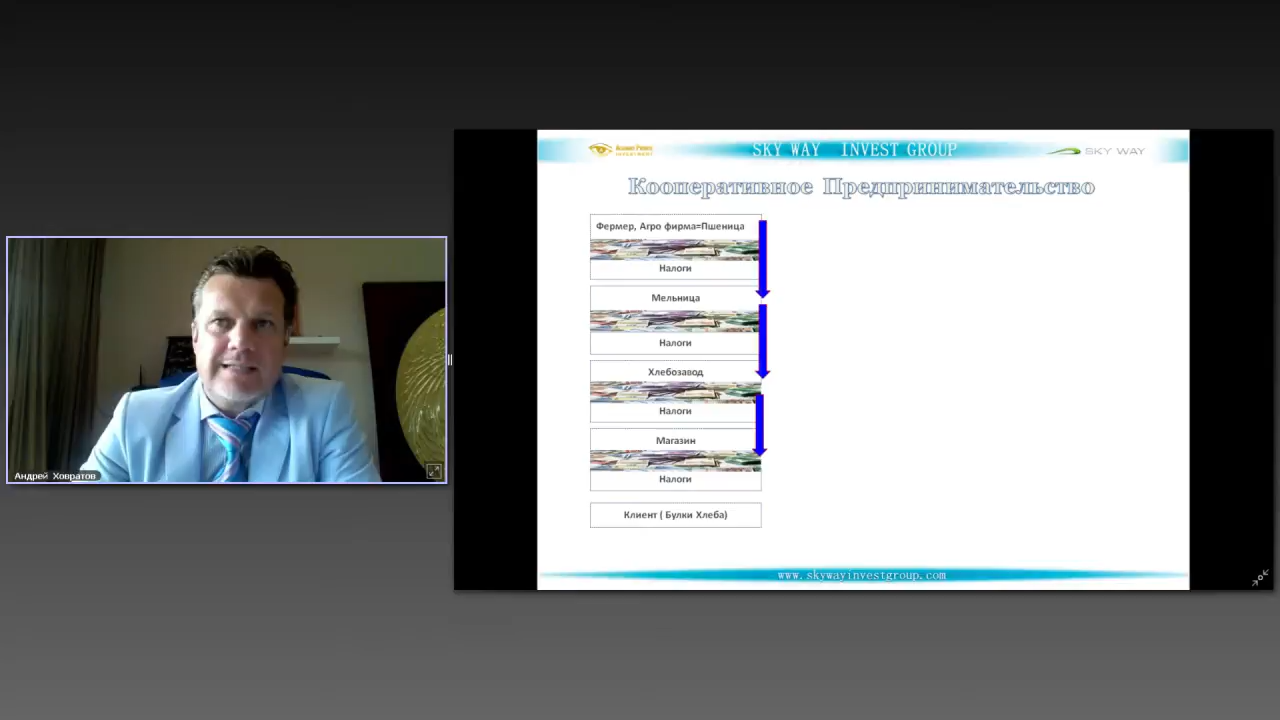 SKY WAY INVEST GROUP
SKY WAY
Кооперативное Предпринимательство
Фермер, Агро фирма=Пшеница
Налоги
Мельница
Налоги
Хлебозавод
Налоги
Магазин
Налоги
Клиент ( Булки Хлеба)
www.skywayinvestgroup.com
Андрей Ховратов